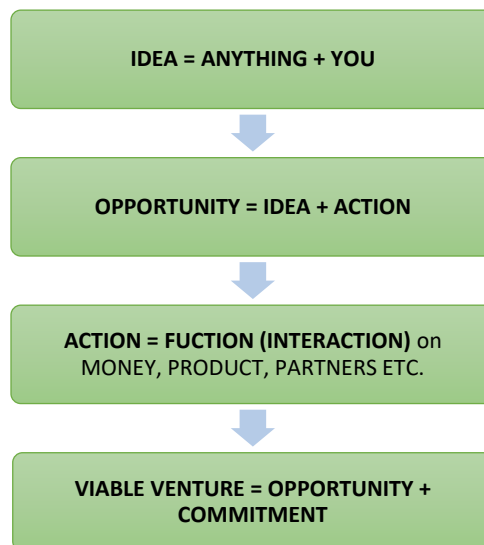 IDEA = ANYTHING + YOU
OPPORTUNITY = IDEA + ACTION
ACTION = FUCTION (INTERACTION) on
MONEY, PRODUCT, PARTNERS ETC.
VIABLE VENTURE = OPPORTUNITY +
COMMITMENT